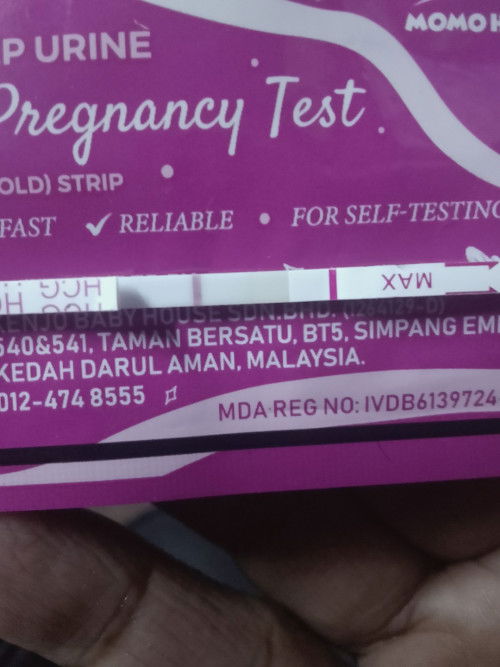 MOMO H
P URINE
Pregnancy Test
OLD) STRIP
FAST ✓ RELIABLE • FOR SELF-TESTING
HCG
MAX
KENJO BABY HOUSE SDN.BHD. (1264129-D)
540&541, TAMAN BERSATU, BT5, SIMPANG EM
KEDAH DARUL AMAN, MALAYSIA.
012-474 8555
MDA REG NO: IVDB6139724